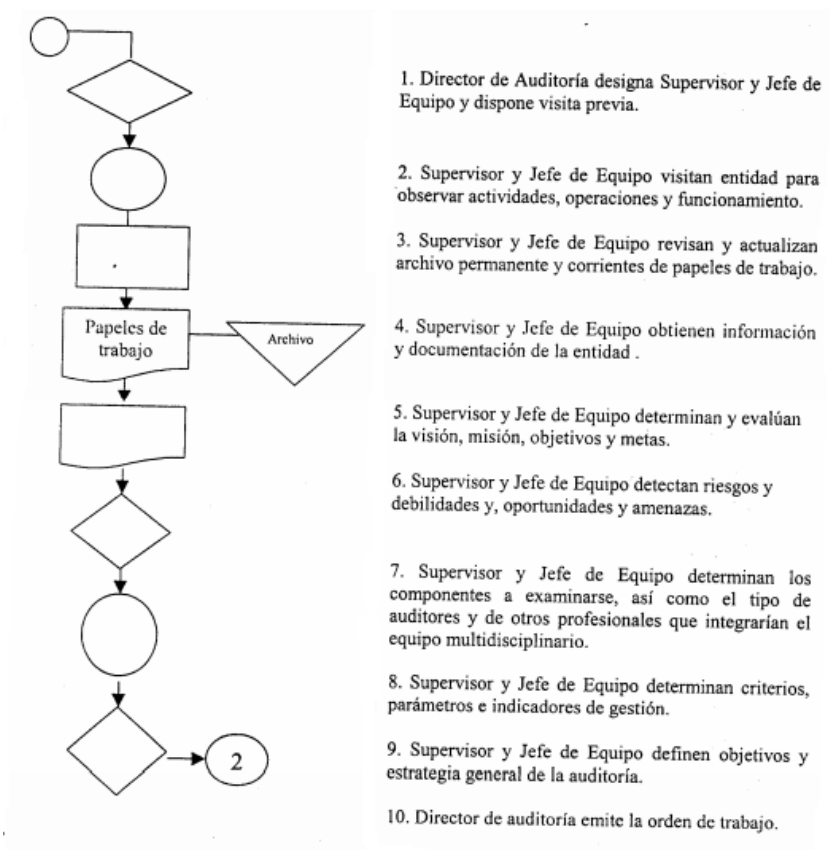 1. Director de Auditoría designa Supervisor y Jefe de
Equipo y dispone visita previa.
2. Supervisor y Jefe de Equipo visitan entidad para
observar actividades, operaciones y funcionamiento.
3. Supervisor y Jefe de Equipo revisan y actualizan
archivo permanente y corrientes de papeles de trabajo.
Papeles de
trabajo
Archivo
4. Supervisor y Jefe de Equipo obtienen información
y documentación de la entidad .
5. Supervisor y Jefe de Equipo determinan y evalúan
la visión, misión, objetivos y metas.
6. Supervisor y Jefe de Equipo detectan riesgos y
debilidades y, oportunidades y amenazas.
7. Supervisor y Jefe de Equipo determinan los
componentes a examinarse, así como el tipo de
auditores y de otros profesionales que integrarían el
equipo multidisciplinario.
8. Supervisor y Jefe de Equipo determinan criterios,
parámetros e indicadores de gestión.
2
9. Supervisor y Jefe de Equipo definen objetivos y
estrategia general de la auditoría.
10. Director de auditoría emite la orden de trabajo.